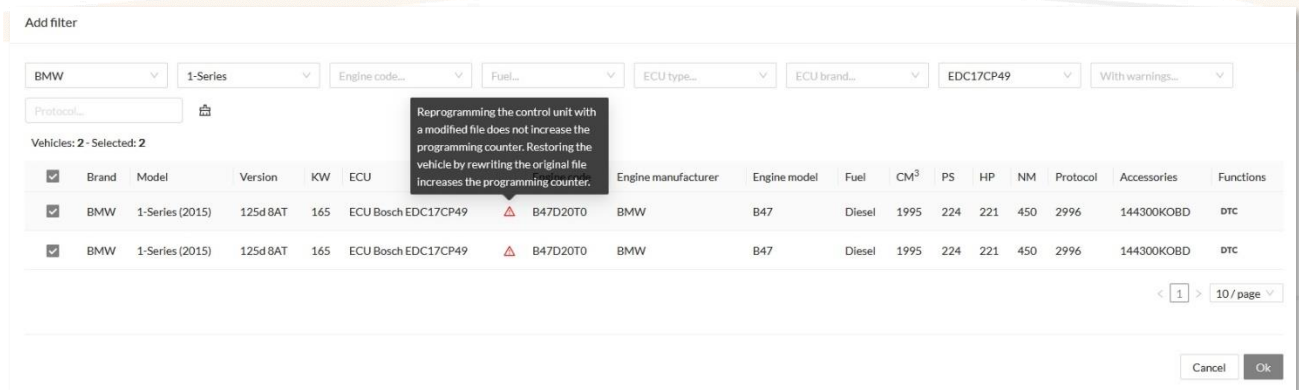 Add filter
BMW 1-Series Engine code... Fuel... ECU type... ECU brand... EDC17CP49 With warnings...
Protocol...
Reprogramming the control unit with
a modified file does not increase the
programming counter. Restoring the
vehicle by rewriting the original file
increases the programming counter.
Vehicles: 2 - Selected: 2
Brand Model Version KW ECU Engine code Engine manufacturer Engine model Fuel CM³ PS HP NM Protocol Accessories Functions
BMW 1-Series (2015) 125d 8AT 165 ECU Bosch EDC17CP49 B47D20T0 BMW B47 Diesel 1995 224 221 450 2996 144300KOBD DTC
BMW 1-Series (2015) 125d 8AT 165 ECU Bosch EDC17CP49 B47D20T0 BMW B47 Diesel 1995 224 221 450 2996 144300KOBD DTC
< 1 > 10 / page
Cancel Ok